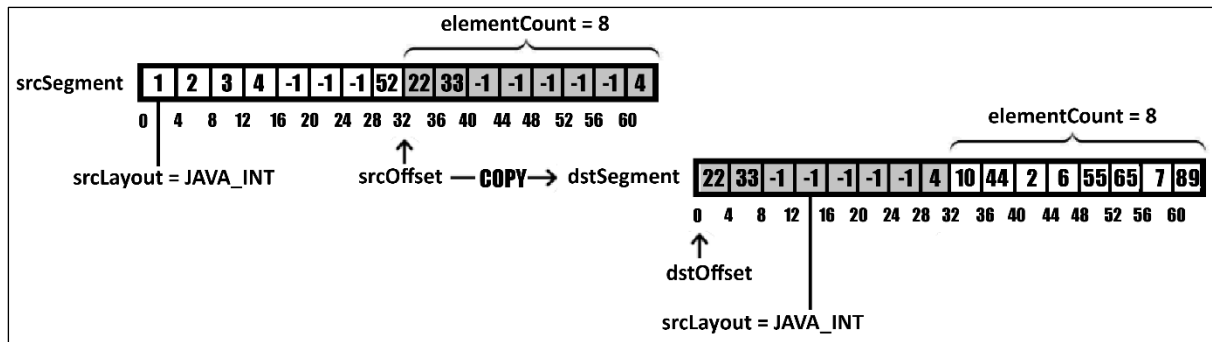 elementCount = 8
srcSegment 1 2 3 4 -1 -1 -1 52 22 33 -1 -1 -1 -1 -1 4
0 4 8 12 16 20 24 28 32 36 40 44 48 52 56 60
elementCount = 8
srcLayout = JAVA_INT srcOffset COPY dstSegment 22 33 -1 -1 -1 -1 -1 4 10 44 2 6 55 65 7 89
0 4 8 12 16 20 24 28 32 36 40 44 48 52 56 60
dstOffset
srcLayout = JAVA_INT